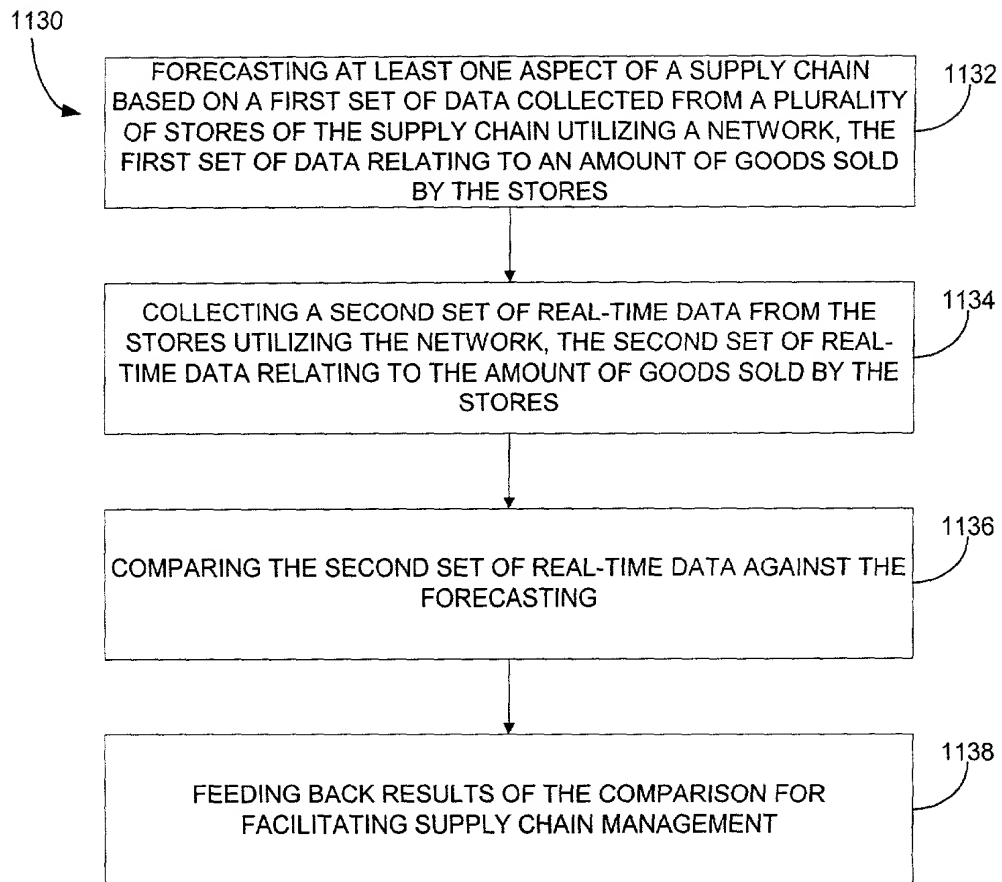 1130
FORECASTING AT LEAST ONE ASPECT OF A SUPPLY CHAIN
BASED ON A FIRST SET OF DATA COLLECTED FROM A PLURALITY
OF STORES OF THE SUPPLY CHAIN UTILIZING A NETWORK, THE
FIRST SET OF DATA RELATING TO AN AMOUNT OF GOODS SOLD
BY THE STORES
1132
COLLECTING A SECOND SET OF REAL-TIME DATA FROM THE
STORES UTILIZING THE NETWORK, THE SECOND SET OF REAL-
TIME DATA RELATING TO THE AMOUNT OF GOODS SOLD BY THE
STORES
1134
COMPARING THE SECOND SET OF REAL-TIME DATA AGAINST THE
FORECASTING
1136
FEEDING BACK RESULTS OF THE COMPARISON FOR
FACILITATING SUPPLY CHAIN MANAGEMENT
1138